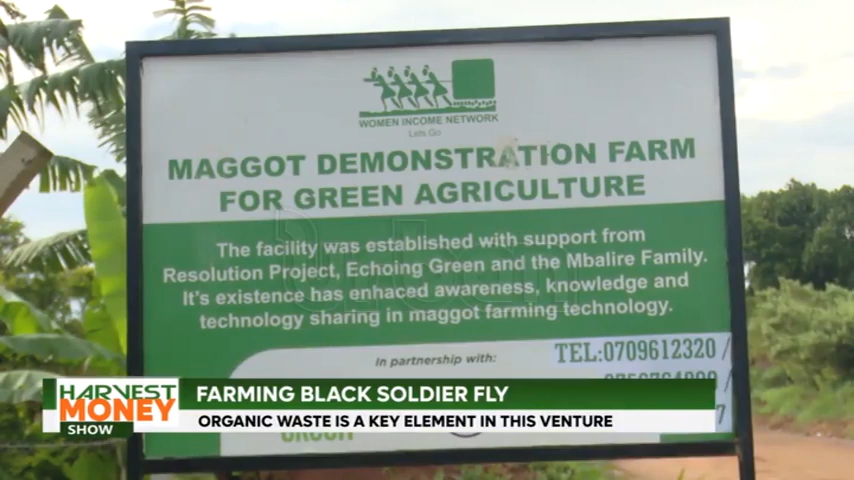 WOMEN INCOME NETWORK
Lets Go
MAGGOT DEMONSTRATION FARM
FOR GREEN AGRICULTURE
The facility was established with support from
Resolution Project, Echoing Green and the Mbalire Family.
It's existence has enhaced awareness, knowledge and
technology sharing in maggot farming technology.
urban
In partnership with:
TEL:0709612320 /
HARVEST
MONEY
SHOW
FARMING BLACK SOLDIER FLY
ORGANIC WASTE IS A KEY ELEMENT IN THIS VENTURE